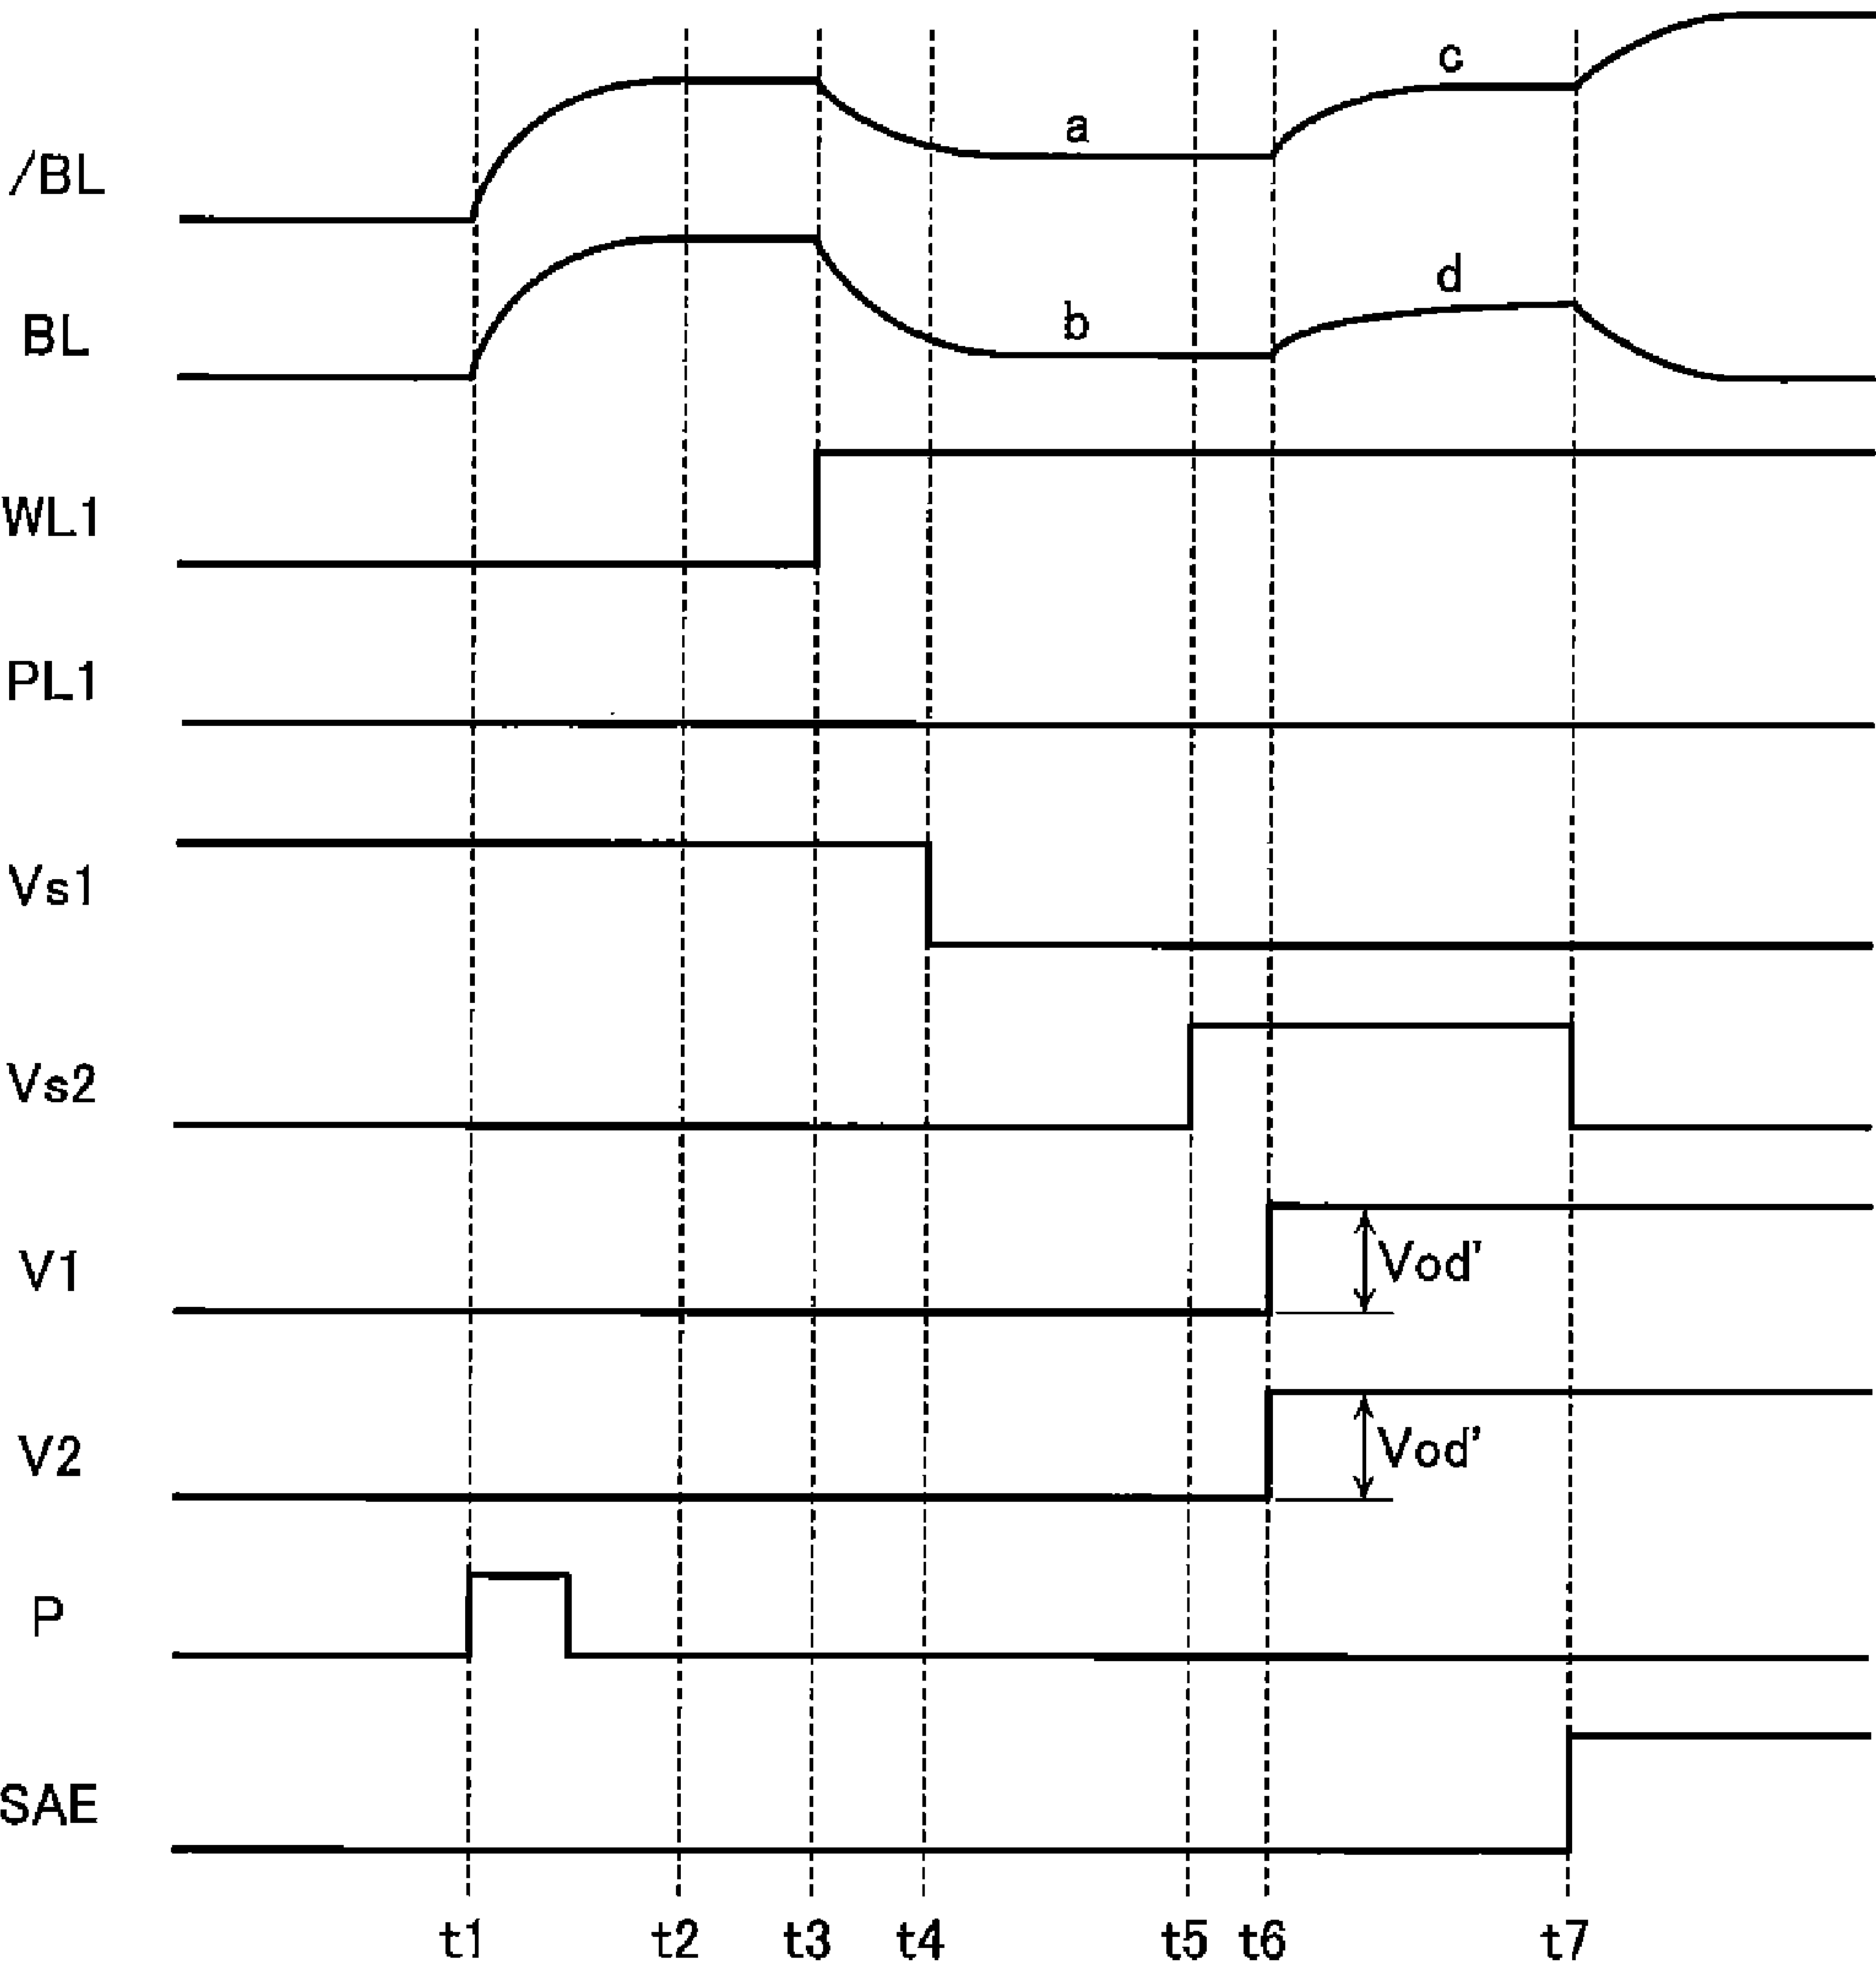 c
a
/BL
d
b
BL
WL1
PL1
Vs1
Vs2
V1
Vod'
V2
Vod'
P
SAE
t1 t2 t3 t4 t5 t6 t7